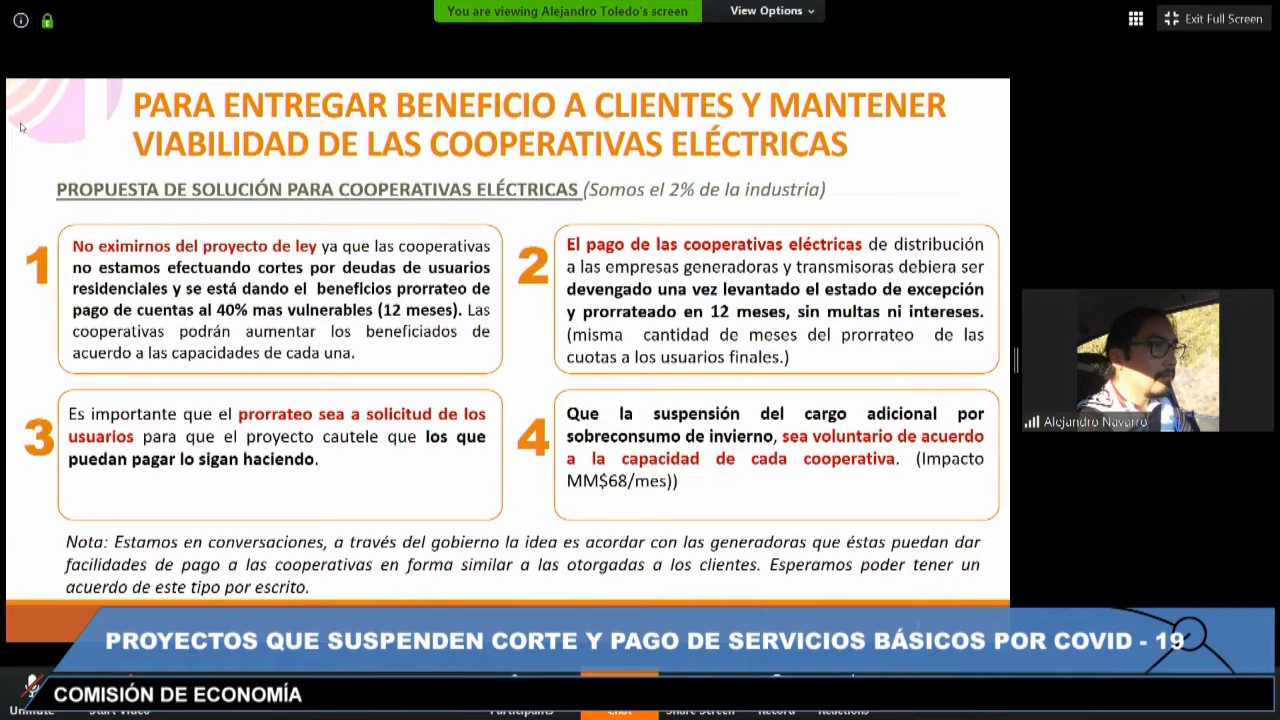 You are viewing Alejandro Toledo's screen
View Options
Exit Full Screen
PARA ENTREGAR BENEFICIO A CLIENTES Y MANTENER
VIABILIDAD DE LAS COOPERATIVAS ELÉCTRICAS
PROPUESTA DE SOLUCIÓN PARA COOPERATIVAS ELÉCTRICAS (Somos el 2% de la industria)
1
No eximirnos del proyecto de ley ya que las cooperativas
no estamos efectuando cortes por deudas de usuarios
residenciales y se está dando el beneficios prorrateo de
pago de cuentas al 40% mas vulnerables (12 meses). Las
cooperativas podrán aumentar los beneficiados de
acuerdo a las capacidades de cada una.
2
El pago de las cooperativas eléctricas de distribución
a las empresas generadoras y transmisoras debiera ser
devengado una vez levantado el estado de excepción
y prorrateado en 12 meses, sin multas ni intereses.
(misma cantidad de meses del prorrateo de las
cuotas a los usuarios finales.)
3
Es importante que el prorrateo sea a solicitud de los
usuarios para que el proyecto cautele que los que
puedan pagar lo sigan haciendo.
4
Que la suspensión del cargo adicional por
sobreconsumo de invierno, sea voluntario de acuerdo
a la capacidad de cada cooperativa. (Impacto
MM$68/mes))
Nota: Estamos en conversaciones, a través del gobierno la idea es acordar con las generadoras que éstas puedan dar
facilidades de pago a las cooperativas en forma similar a las otorgadas a los clientes. Esperamos poder tener un
acuerdo de este tipo por escrito.
Alejandro Navarro
PROYECTOS QUE SUSPENDEN CORTE Y PAGO DE SERVICIOS BÁSICOS POR COVID - 19
COMISIÓN DE ECONOMÍA